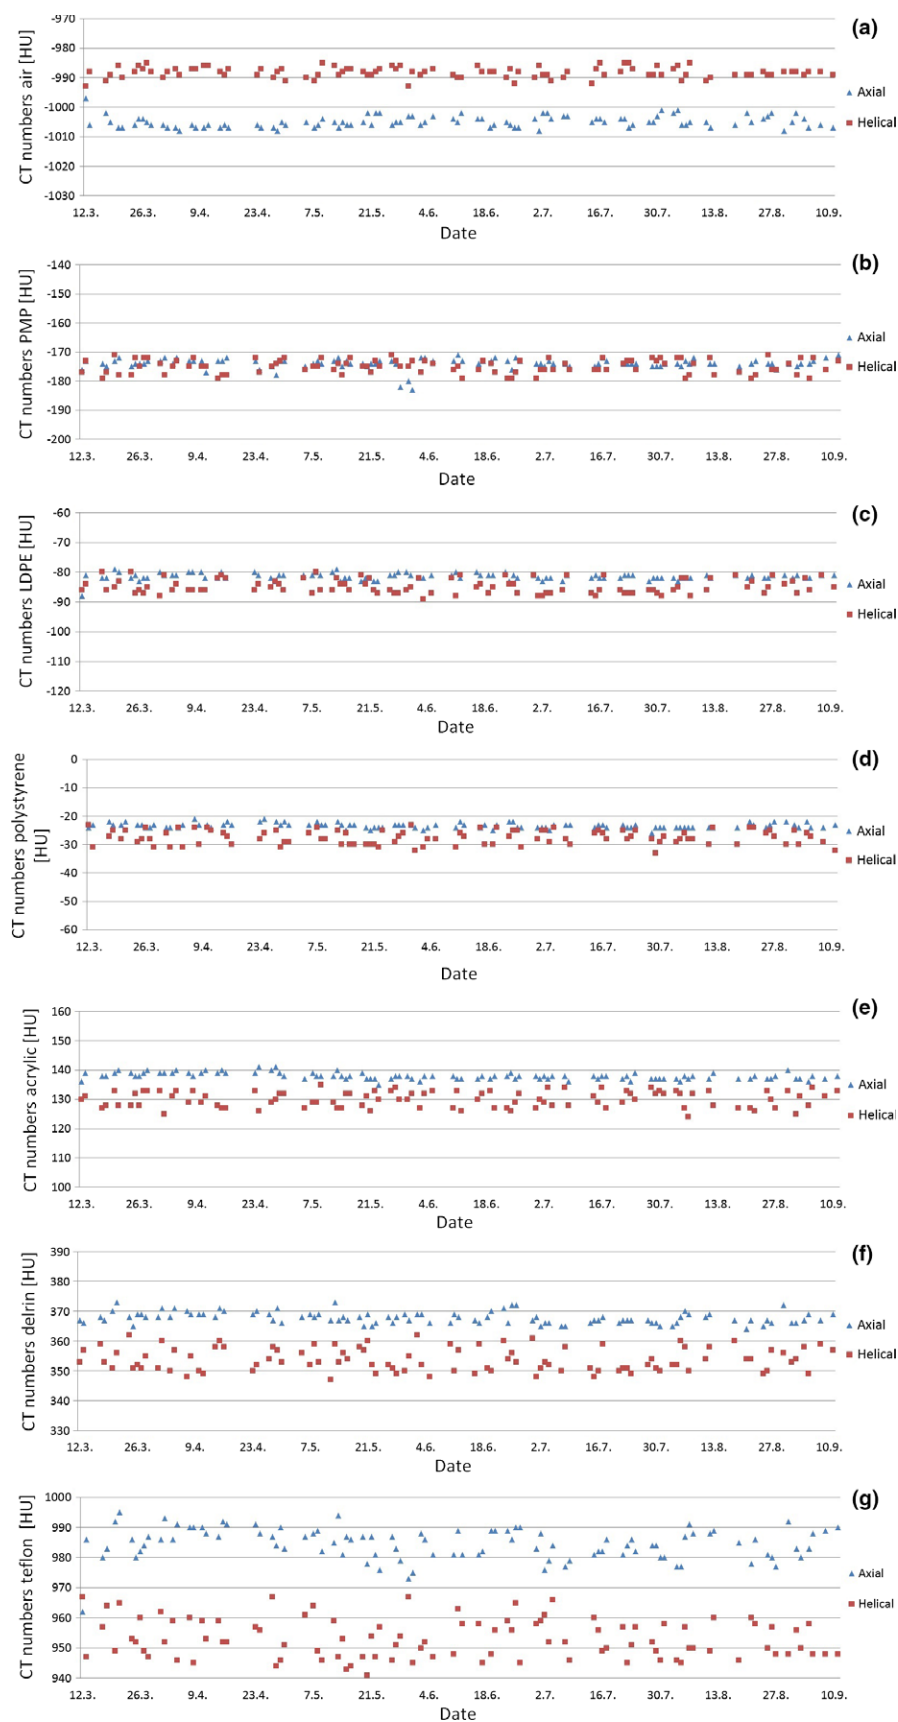 (a)
CT numbers air [HU]
-970
-980
-990
-1000
-1010
-1020
-1030
Axial
Helical
12.3. 26.3. 9.4. 23.4. 7.5. 21.5. 4.6. 18.6. 2.7. 16.7. 30.7. 13.8. 27.8. 10.9.
Date
(b)
CT numbers PMP [HU]
-140
-150
-160
-170
-180
-190
-200
Axial
Helical
12.3. 26.3. 9.4. 23.4. 7.5. 21.5. 4.6. 18.6. 2.7. 16.7. 30.7. 13.8. 27.8. 10.9.
Date
(c)
CT numbers LDPE [HU]
-60
-70
-80
-90
-100
-110
-120
Axial
Helical
12.3. 26.3. 9.4. 23.4. 7.5. 21.5. 4.6. 18.6. 2.7. 16.7. 30.7. 13.8. 27.8. 10.9.
Date
(d)
CT numbers polystyrene
[HU]
0
-10
-20
-30
-40
-50
-60
Axial
Helical
12.3. 26.3. 9.4. 23.4. 7.5. 21.5. 4.6. 18.6. 2.7. 16.7. 30.7. 13.8. 27.8. 10.9.
Date
(e)
CT numbers acrylic [HU]
160
150
140
130
120
110
100
Axial
Helical
12.3. 26.3. 9.4. 23.4. 7.5. 21.5. 4.6. 18.6. 2.7. 16.7. 30.7. 13.8. 27.8. 10.9.
Date
(f)
CT numbers delrin [HU]
390
380
370
360
350
340
330
Axial
Helical
12.3. 26.3. 9.4. 23.4. 7.5. 21.5. 4.6. 18.6. 2.7. 16.7. 30.7. 13.8. 27.8. 10.9.
Date
(g)
CT numbers teflon [HU]
1000
990
980
970
960
950
940
Axial
Helical
12.3. 26.3. 9.4. 23.4. 7.5. 21.5. 4.6. 18.6. 2.7. 16.7. 30.7. 13.8. 27.8. 10.9.
Date